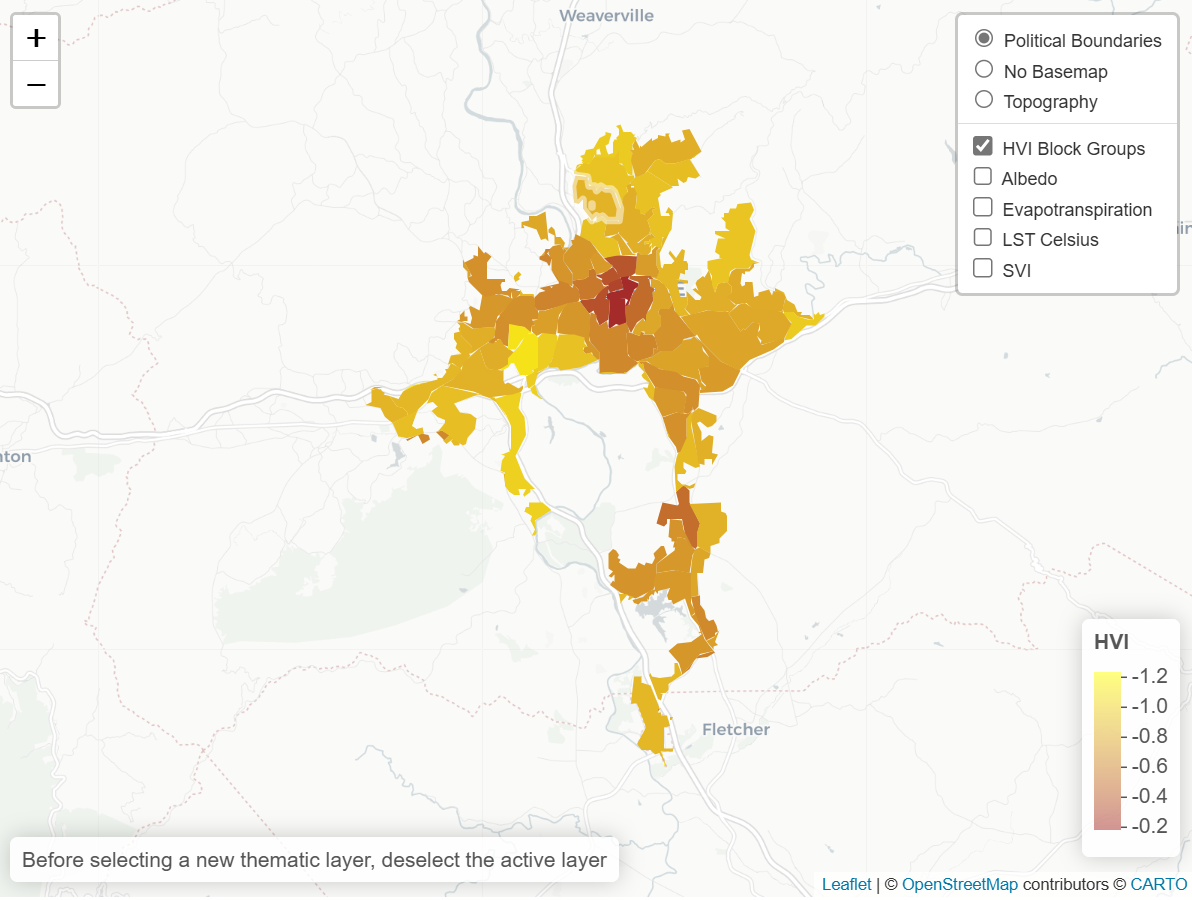 Weaverville
+
−
Political Boundaries
No Basemap
Topography
HVI Block Groups
Albedo
Evapotranspiration
LST Celsius
SVI
E
in
nton
Fletcher
HVI
-1.2
-1.0
-0.8
-0.6
-0.4
-0.2
Before selecting a new thematic layer, deselect the active layer
Leaflet | © OpenStreetMap contributors © CARTO